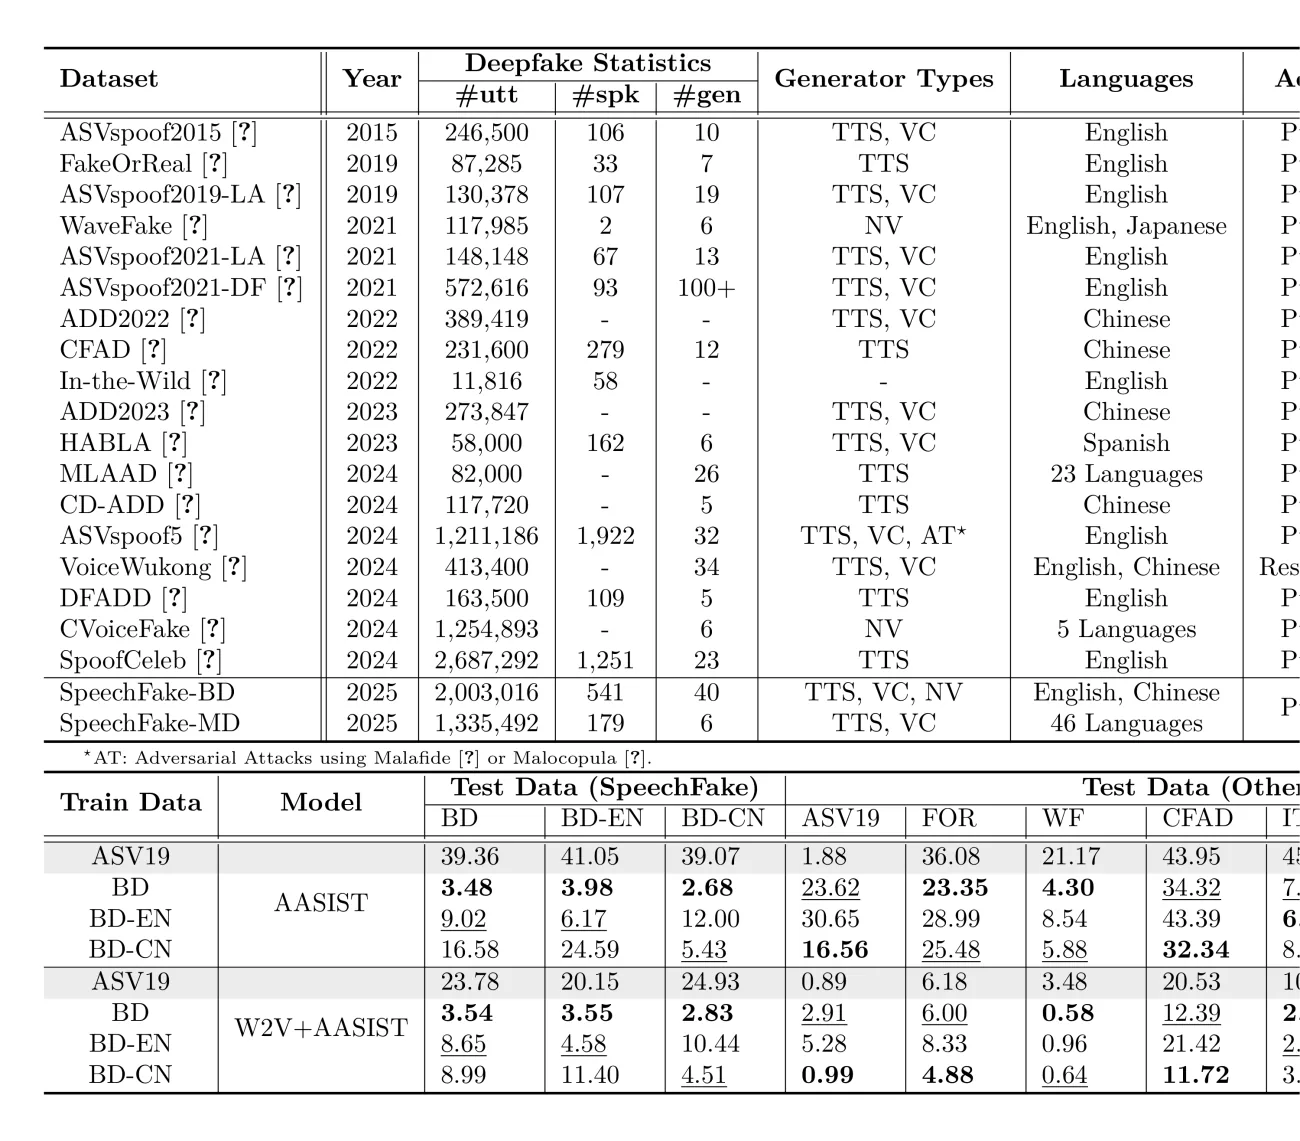 Dataset Year Deepfake Statistics Generator Types Languages
#utt #spk #gen
ASVspoof2015 [?] 2015 246,500 106 10 TTS, VC English
FakeOrReal [?] 2019 87,285 33 7 TTS English
ASVspoof2019-LA [?] 2019 130,378 107 19 TTS, VC English
WaveFake [?] 2021 117,985 2 6 NV English, Japanese
ASVspoof2021-LA [?] 2021 148,148 67 13 TTS, VC English
ASVspoof2021-DF [?] 2021 572,616 93 100+ TTS, VC English
ADD2022 [?] 2022 389,419 - - TTS, VC Chinese
CFAD [?] 2022 231,600 279 12 TTS Chinese
In-the-Wild [?] 2022 11,816 58 - - English
ADD2023 [?] 2023 273,847 - - TTS, VC Chinese
HABLA [?] 2023 58,000 162 6 TTS, VC Spanish
MLAAD [?] 2024 82,000 - 26 TTS 23 Languages
CD-ADD [?] 2024 117,720 - 5 TTS Chinese
ASVspoof5 [?] 2024 1,211,186 1,922 32 TTS, VC, AT⋆ English
VoiceWukong [?] 2024 413,400 - 34 TTS, VC English, Chinese Res
DFADD [?] 2024 163,500 109 5 TTS English
CVoiceFake [?] 2024 1,254,893 - 6 NV 5 Languages
SpoofCeleb [?] 2024 2,687,292 1,251 23 TTS English
SpeechFake-BD 2025 2,003,016 541 40 TTS, VC, NV English, Chinese
SpeechFake-MD 2025 1,335,492 179 6 TTS, VC 46 Languages
⋆AT: Adversarial Attacks using Malafide [?] or Malocopula [?].
Train Data Model Test Data (SpeechFake) Test Data (Other
BD BD-EN BD-CN ASV19 FOR WF CFAD
ASV19 39.36 41.05 39.07 1.88 36.08 21.17 43.95
BD 3.48 3.98 2.68 23.62 23.35 4.30 34.32 7.
AASIST
BD-EN 9.02 6.17 12.00 30.65 28.99 8.54 43.39 6.
BD-CN 16.58 24.59 5.43 16.56 25.48 5.88 32.34 8.
ASV19 23.78 20.15 24.93 0.89 6.18 3.48 20.53 10
BD 3.54 3.55 2.83 2.91 6.00 0.58 12.39 2.
W2V+AASIST
BD-EN 8.65 4.58 10.44 5.28 8.33 0.96 21.42 2.
BD-CN 8.99 11.40 4.51 0.99 4.88 0.64 11.72 3.